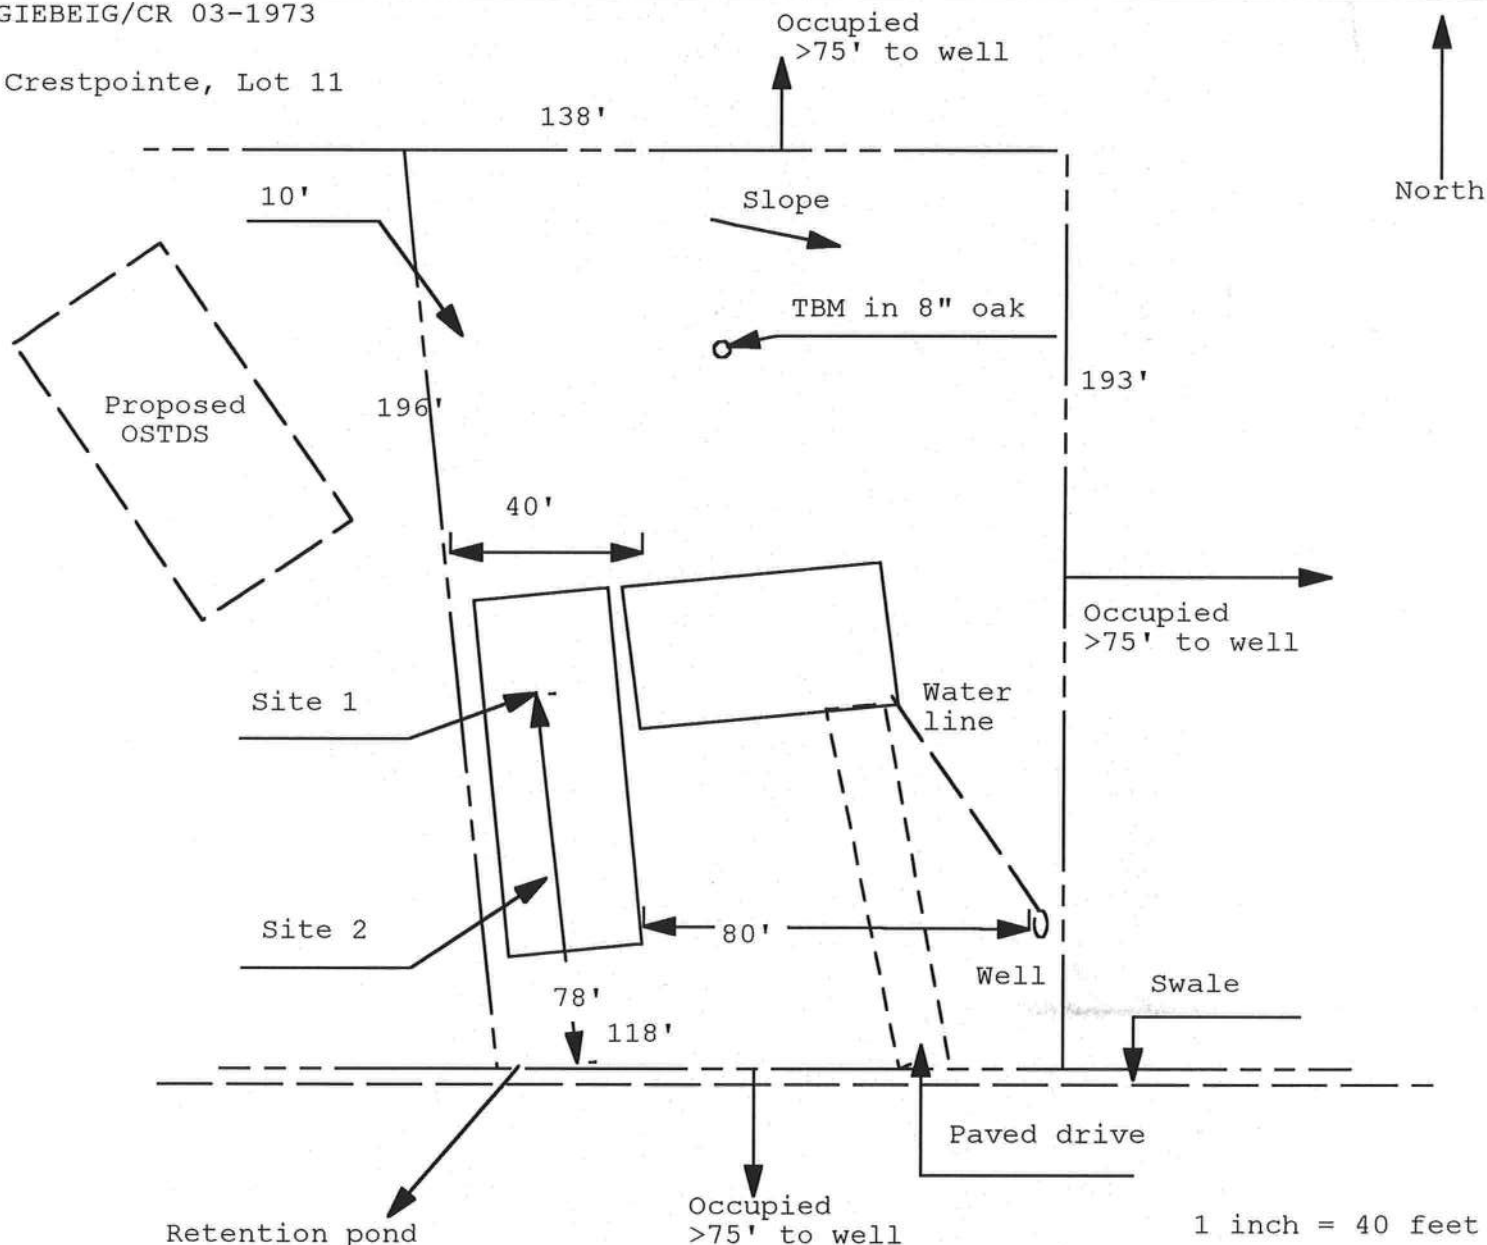 GIEBEIG/CR 03-1973
Occupied
>75' to well
Crestpointe, Lot 11
138'
10'
Slope
North
TBM in 8" oak
193'
Proposed
OSTDS
196'
40'
Occupied
>75' to well
Site 1
Water
line
Site 2
80'
Well
Swale
78'
118'
Paved drive
Occupied
>75' to well
Retention pond
1 inch = 40 feet